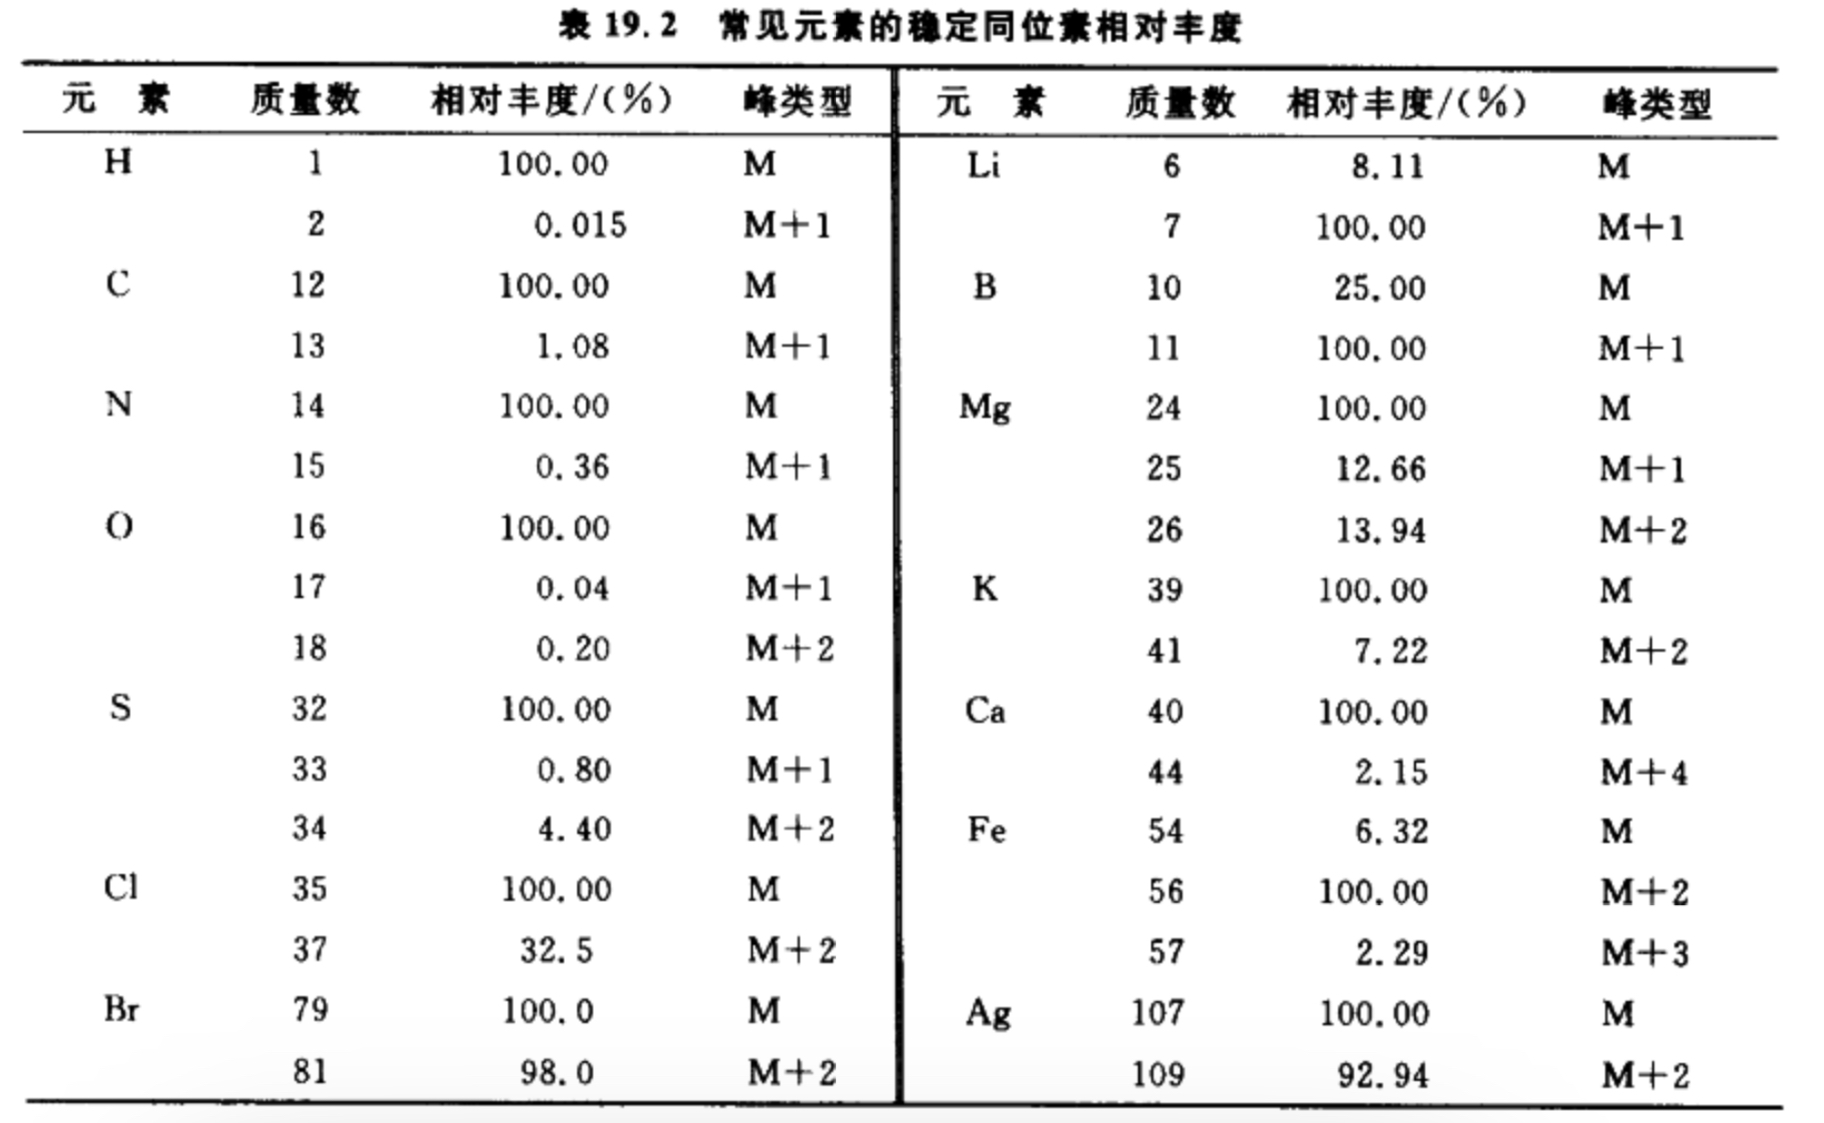 表 19.2 常见元素的稳定同位素相对丰度
元 素 质量数 相对丰度/(%) 峰类型 元 素 质量数 相对丰度/(%) 峰类型
H 1 100.00 M Li 6 8.11 M
2 0.015 M+1 7 100.00 M+1
C 12 100.00 M B 10 25.00 M
13 1.08 M+1 11 100.00 M+1
N 14 100.00 M Mg 24 100.00 M
15 0.36 M+1 25 12.66 M+1
O 16 100.00 M 26 13.94 M+2
17 0.04 M+1 K 39 100.00 M
18 0.20 M+2 41 7.22 M+2
S 32 100.00 M Ca 40 100.00 M
33 0.80 M+1 44 2.15 M+4
34 4.40 M+2 Fe 54 6.32 M
Cl 35 100.00 M 56 100.00 M+2
37 32.5 M+2 57 2.29 M+3
Br 79 100.0 M Ag 107 100.00 M
81 98.0 M+2 109 92.94 M+2